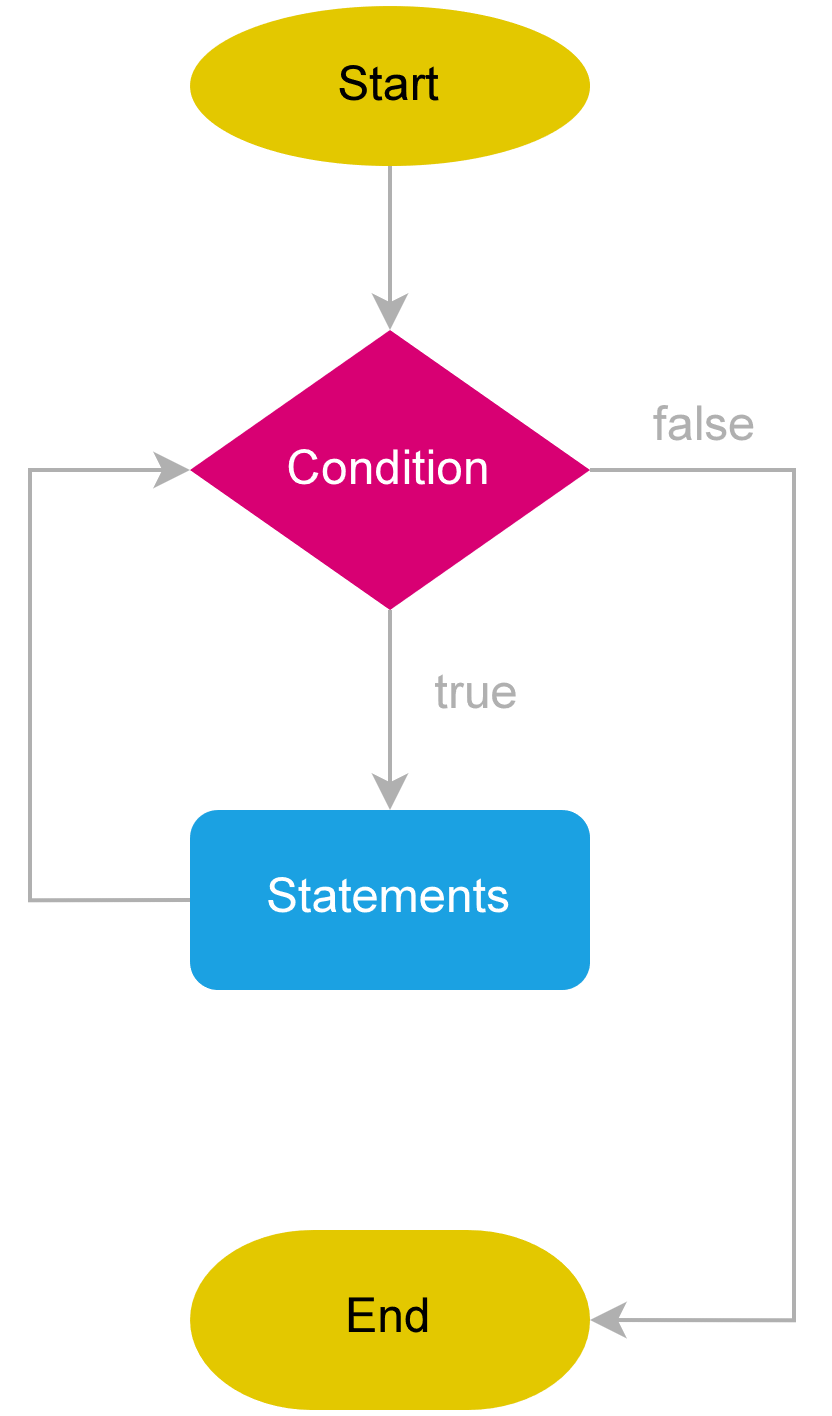 Start
Condition
false
true
Statements
End